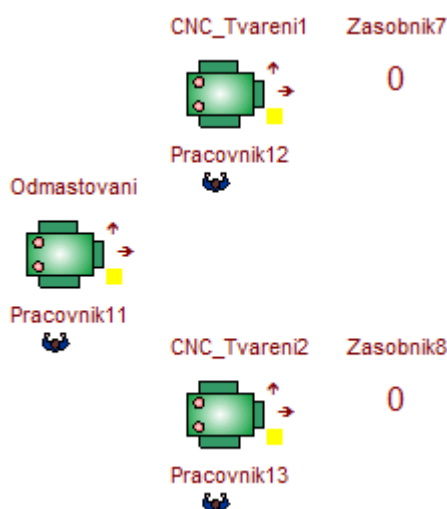 CNC_Tvareni1 Zasobnik7
0
Pracovnik12
Odmastovani
Pracovnik11
CNC_Tvareni2 Zasobnik8
0
Pracovnik13